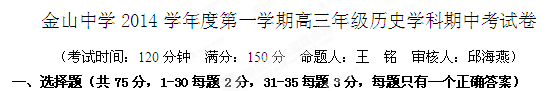 金山中学 2014 学年度第一学期高三年级历史学科期中考试卷
（考试时间：120 分钟 满分：150 分 命题人：王 铭 审核人：邱海燕）
一、选择题（共 75 分，1-30 每题 2 分，31-35 每题 3 分，每题只有一个正确答案）